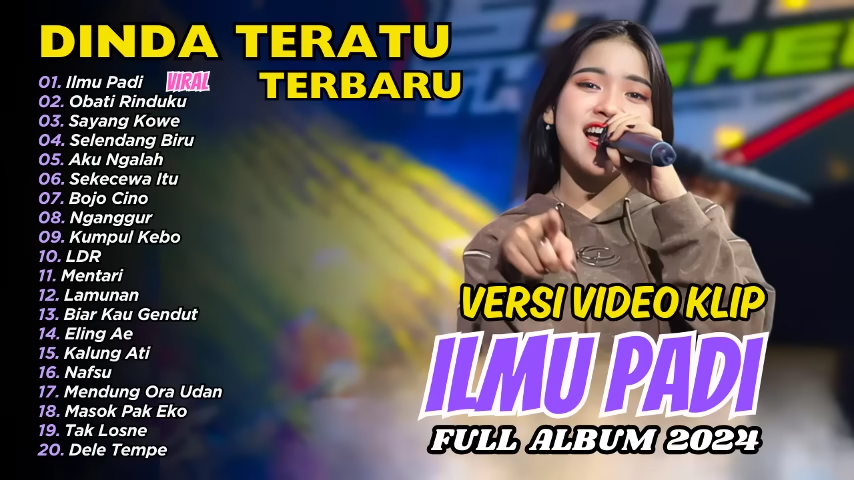 DINDA TERATU
TERBARU
01. Ilmu Padi VIRAL
02. Obati Rinduku
03. Sayang Kowe
04. Selendang Biru
05. Aku Ngalah
06. Sekecewa Itu
07. Bojo Cino
08. Nganggur
09. Kumpul Kebo
10. LDR
11. Mentari
12. Lamunan
13. Biar Kau Gendut
14. Eling Ae
15. Kalung Ati
16. Nafsu
17. Mendung Ora Udan
18. Masok Pak Eko
19. Tak Losne
20. Dele Tempe
VERSI VIDEO KLIP
ILMU PADI
FULL ALBUM 2024